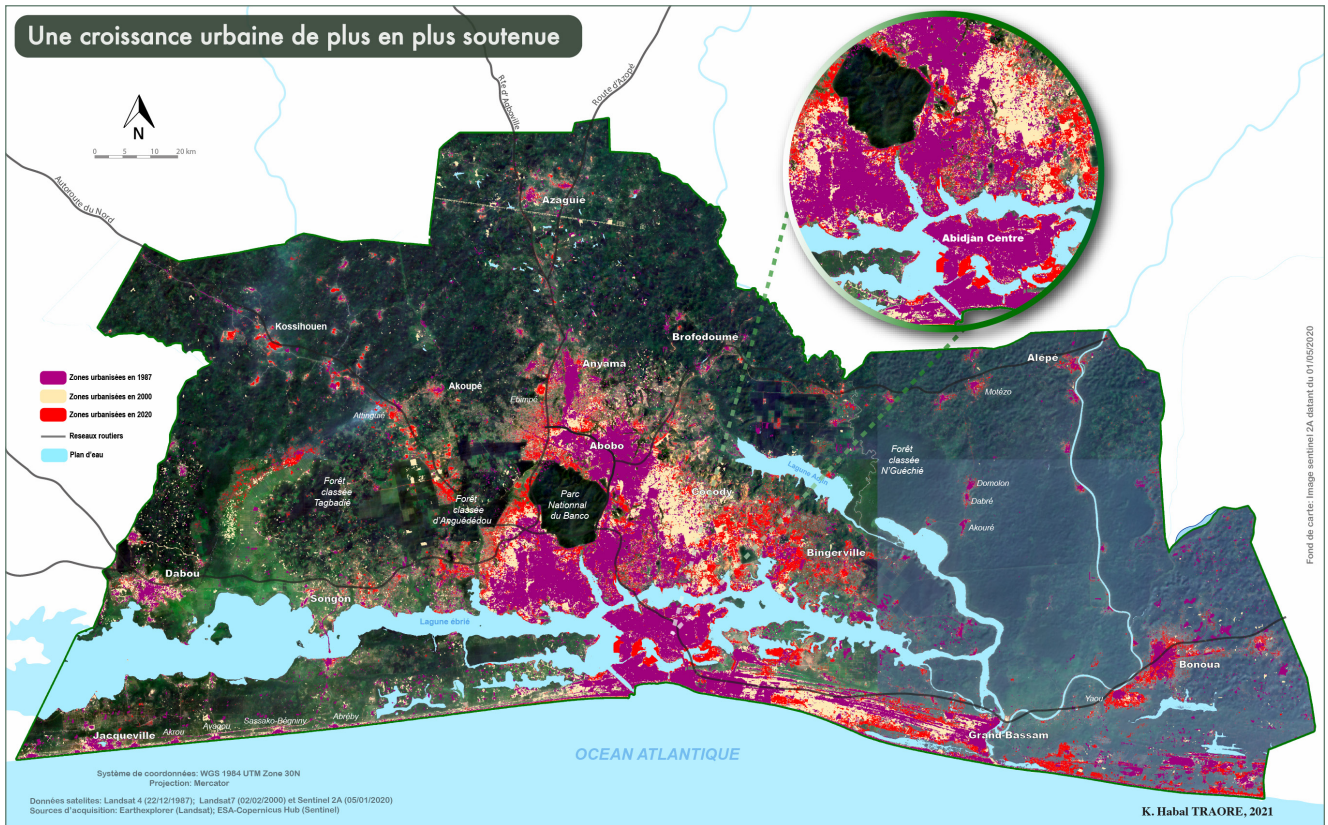 Une croissance urbaine de plus en plus soutenue
N
0 5 10 20 km
Rte d'Agboville
Route d'Azopé
Autoroute du Nord
Azaguié
Abidjan Centre
Kossihouen
Brofodoumé
Anyama
Alépé
Akoupé
Motézo
Ebimpé
Attinguié
Zones urbanisées en 1987
Zones urbanisées en 2000
Zones urbanisées en 2020
Reseaux routiers
Plan d'eau
Abobo
Forêt
classée
N'Guéchié
Lagune Adjin
Forêt
classée
Tagbadié
Forêt
classée
d'Anguédédou
Parc
Nationnal
du Banco
Cocody
Domolon
Dabré
Akouré
Bingerville
Dabou
Songon
Lagune ébrié
Bonoua
Yaou
Jacqueville
Akrou
Avagou
Sassako-Bégniny
Abréby
Grand-Bassam
OCEAN ATLANTIQUE
Système de coordonnées: WGS 1984 UTM Zone 30N
Projection: Mercator
Données satelites: Landsat 4 (22/12/1987); Landsat7 (02/02/2000) et Sentinel 2A (05/01/2020)
Sources d'acquisition: Earthexplorer (Landsat); ESA-Copernicus Hub (Sentinel)
K. Habal TRAORE, 2021
Fond de carte: Image sentinel 2A datant du 01/05/2020